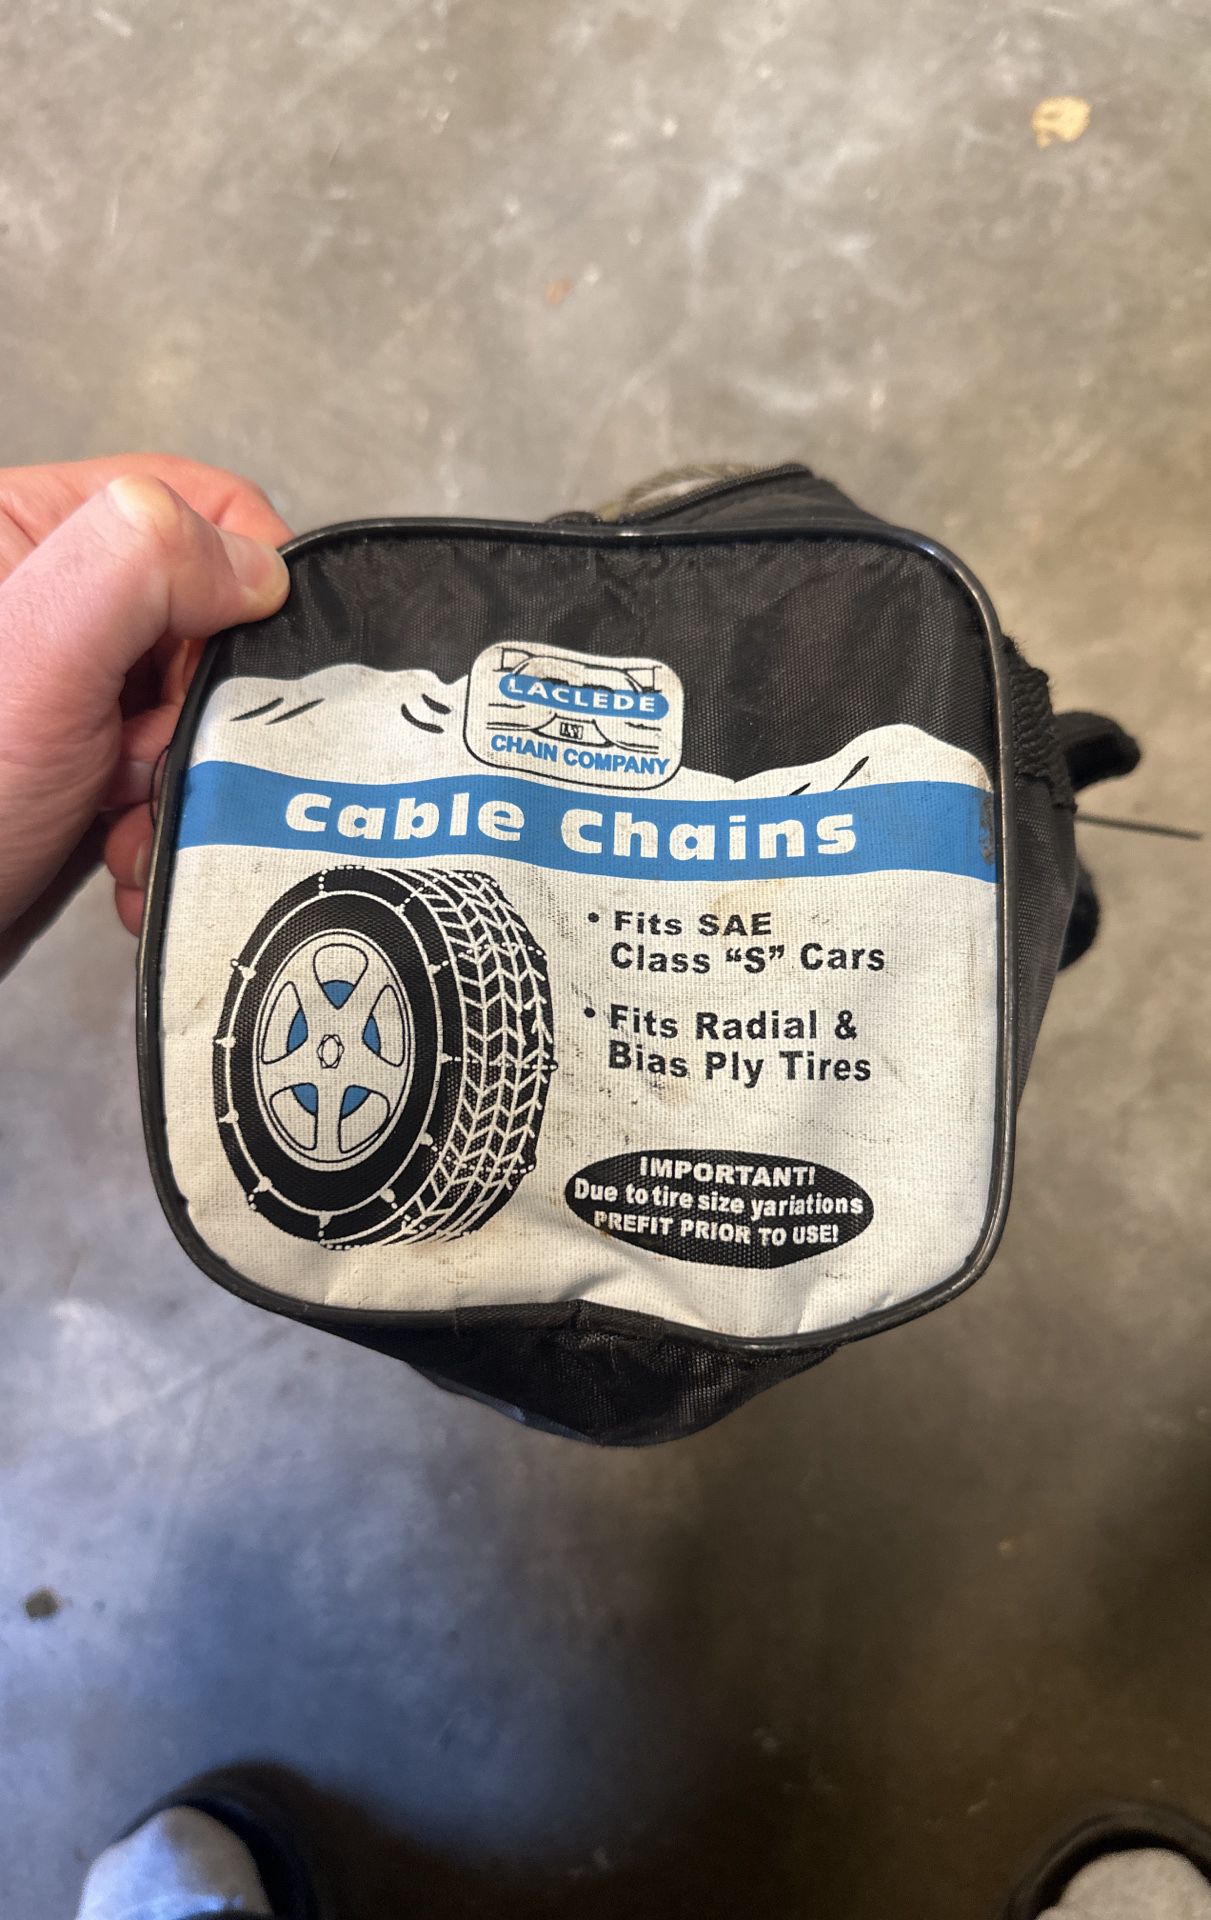 LACLEDE
CHAIN COMPANY
Cable Chains
• Fits SAE
Class “S” Cars
• Fits Radial &
Bias Ply Tires
IMPORTANT!
Due to tire size variations
PREFIT PRIOR TO USE!